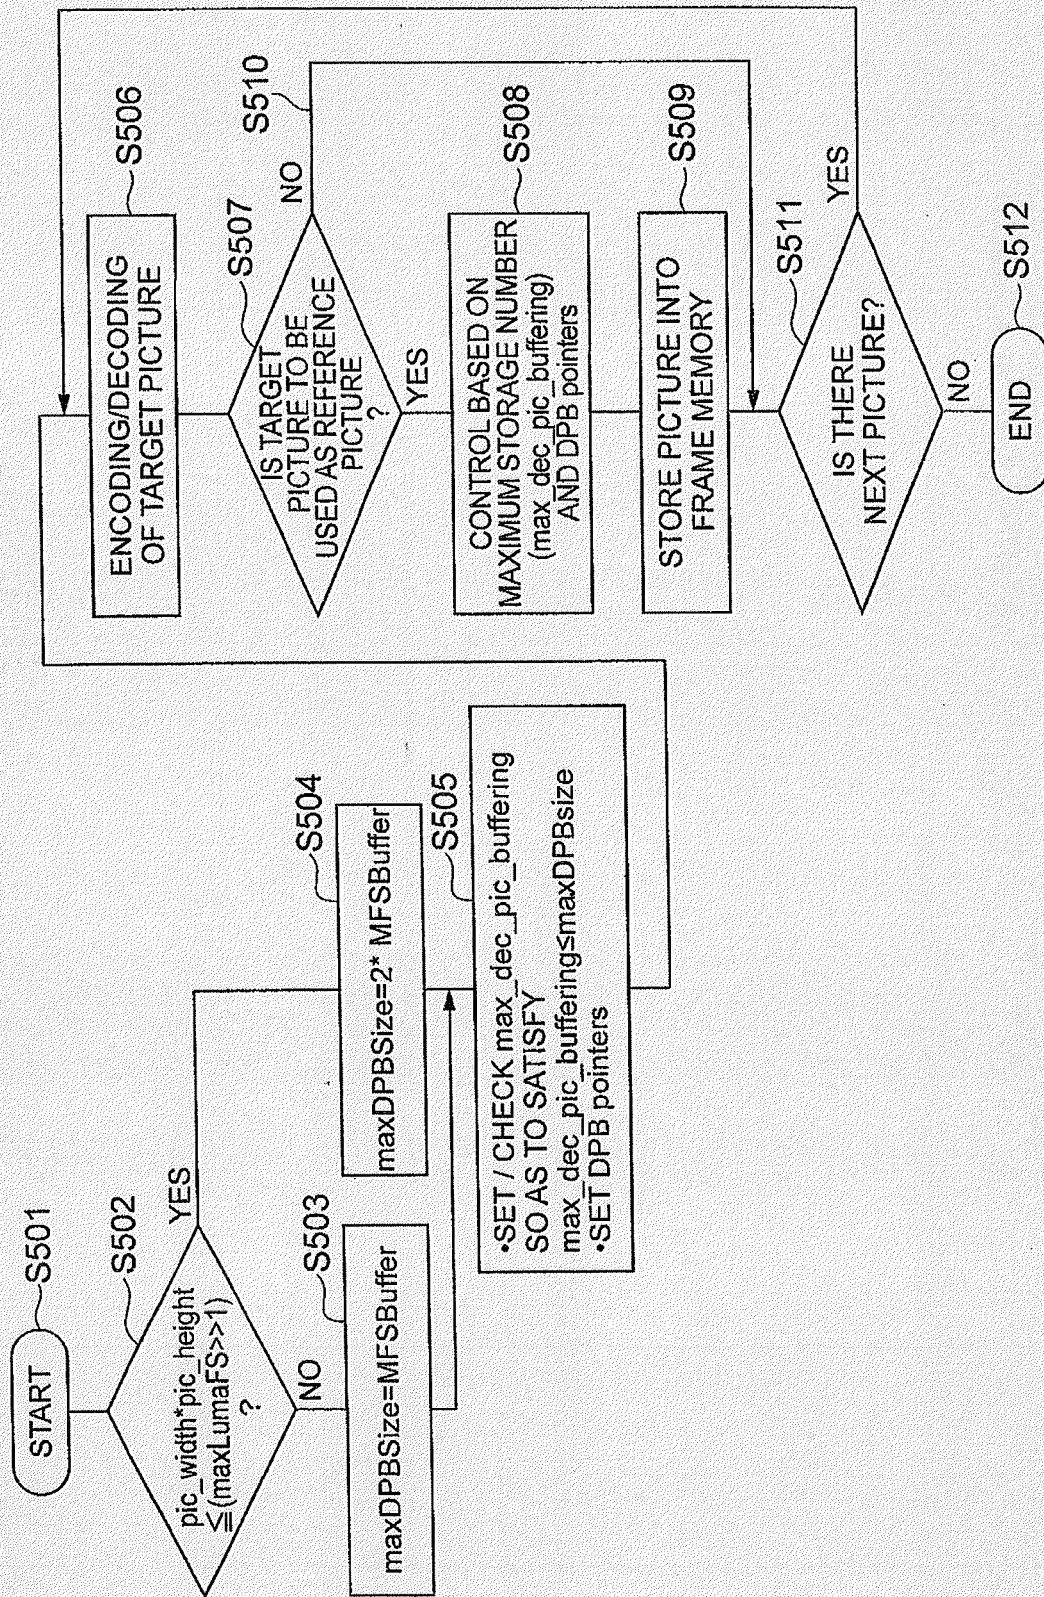 START
S501
pic_width*pic_height
≦(maxLumaFS>>1)
?
S502
YES
NO
maxDPBSize=MFSBuffer
S503
maxDPBSize=2* MFSBuffer
S504
•SET / CHECK max_dec_pic_buffering
SO AS TO SATISFY
max_dec_pic_buffering≤maxDPBsize
•SET DPB pointers
S505
ENCODING/DECODING
OF TARGET PICTURE
S506
IS TARGET
PICTURE TO BE
USED AS REFERENCE
PICTURE
?
S507
NO
S510
YES
CONTROL BASED ON
MAXIMUM STORAGE NUMBER
(max_dec_pic_buffering)
AND DPB pointers
S508
STORE PICTURE INTO
FRAME MEMORY
S509
IS THERE
NEXT PICTURE?
S511
YES
NO
END
S512